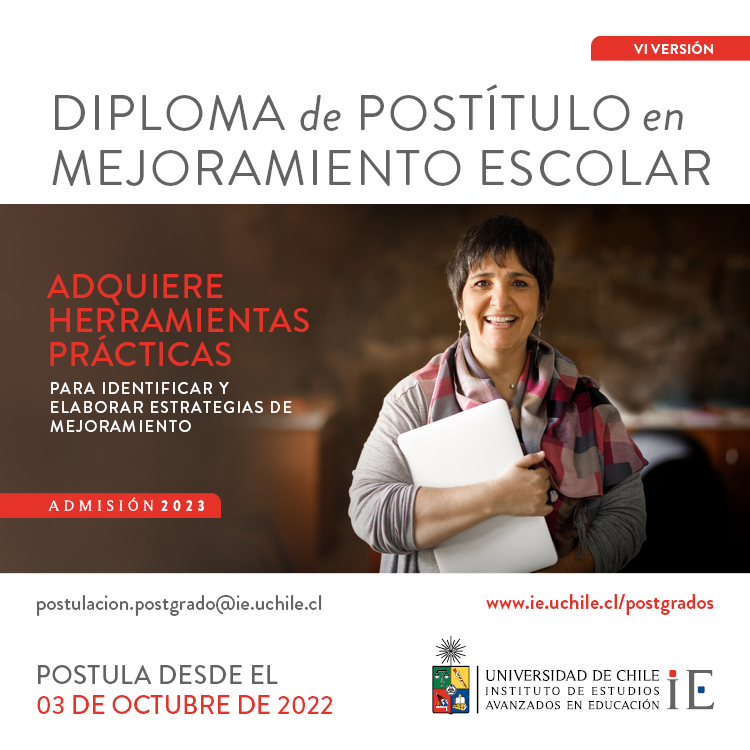 VI VERSIÓN
DIPLOMA de POSTÍTULO en
MEJORAMIENTO ESCOLAR
ADQUIERE
HERRAMIENTAS
PRÁCTICAS
PARA IDENTIFICAR Y
ELABORAR ESTRATEGIAS DE
MEJORAMIENTO
ADMISIÓN 2023
postulacion.postgrado@ie.uchile.cl
www.ie.uchile.cl/postgrados
POSTULA DESDE EL
03 DE OCTUBRE DE 2022
UNIVERSIDAD DE CHILE
INSTITUTO DE ESTUDIOS
AVANZADOS EN EDUCACIÓN
iE